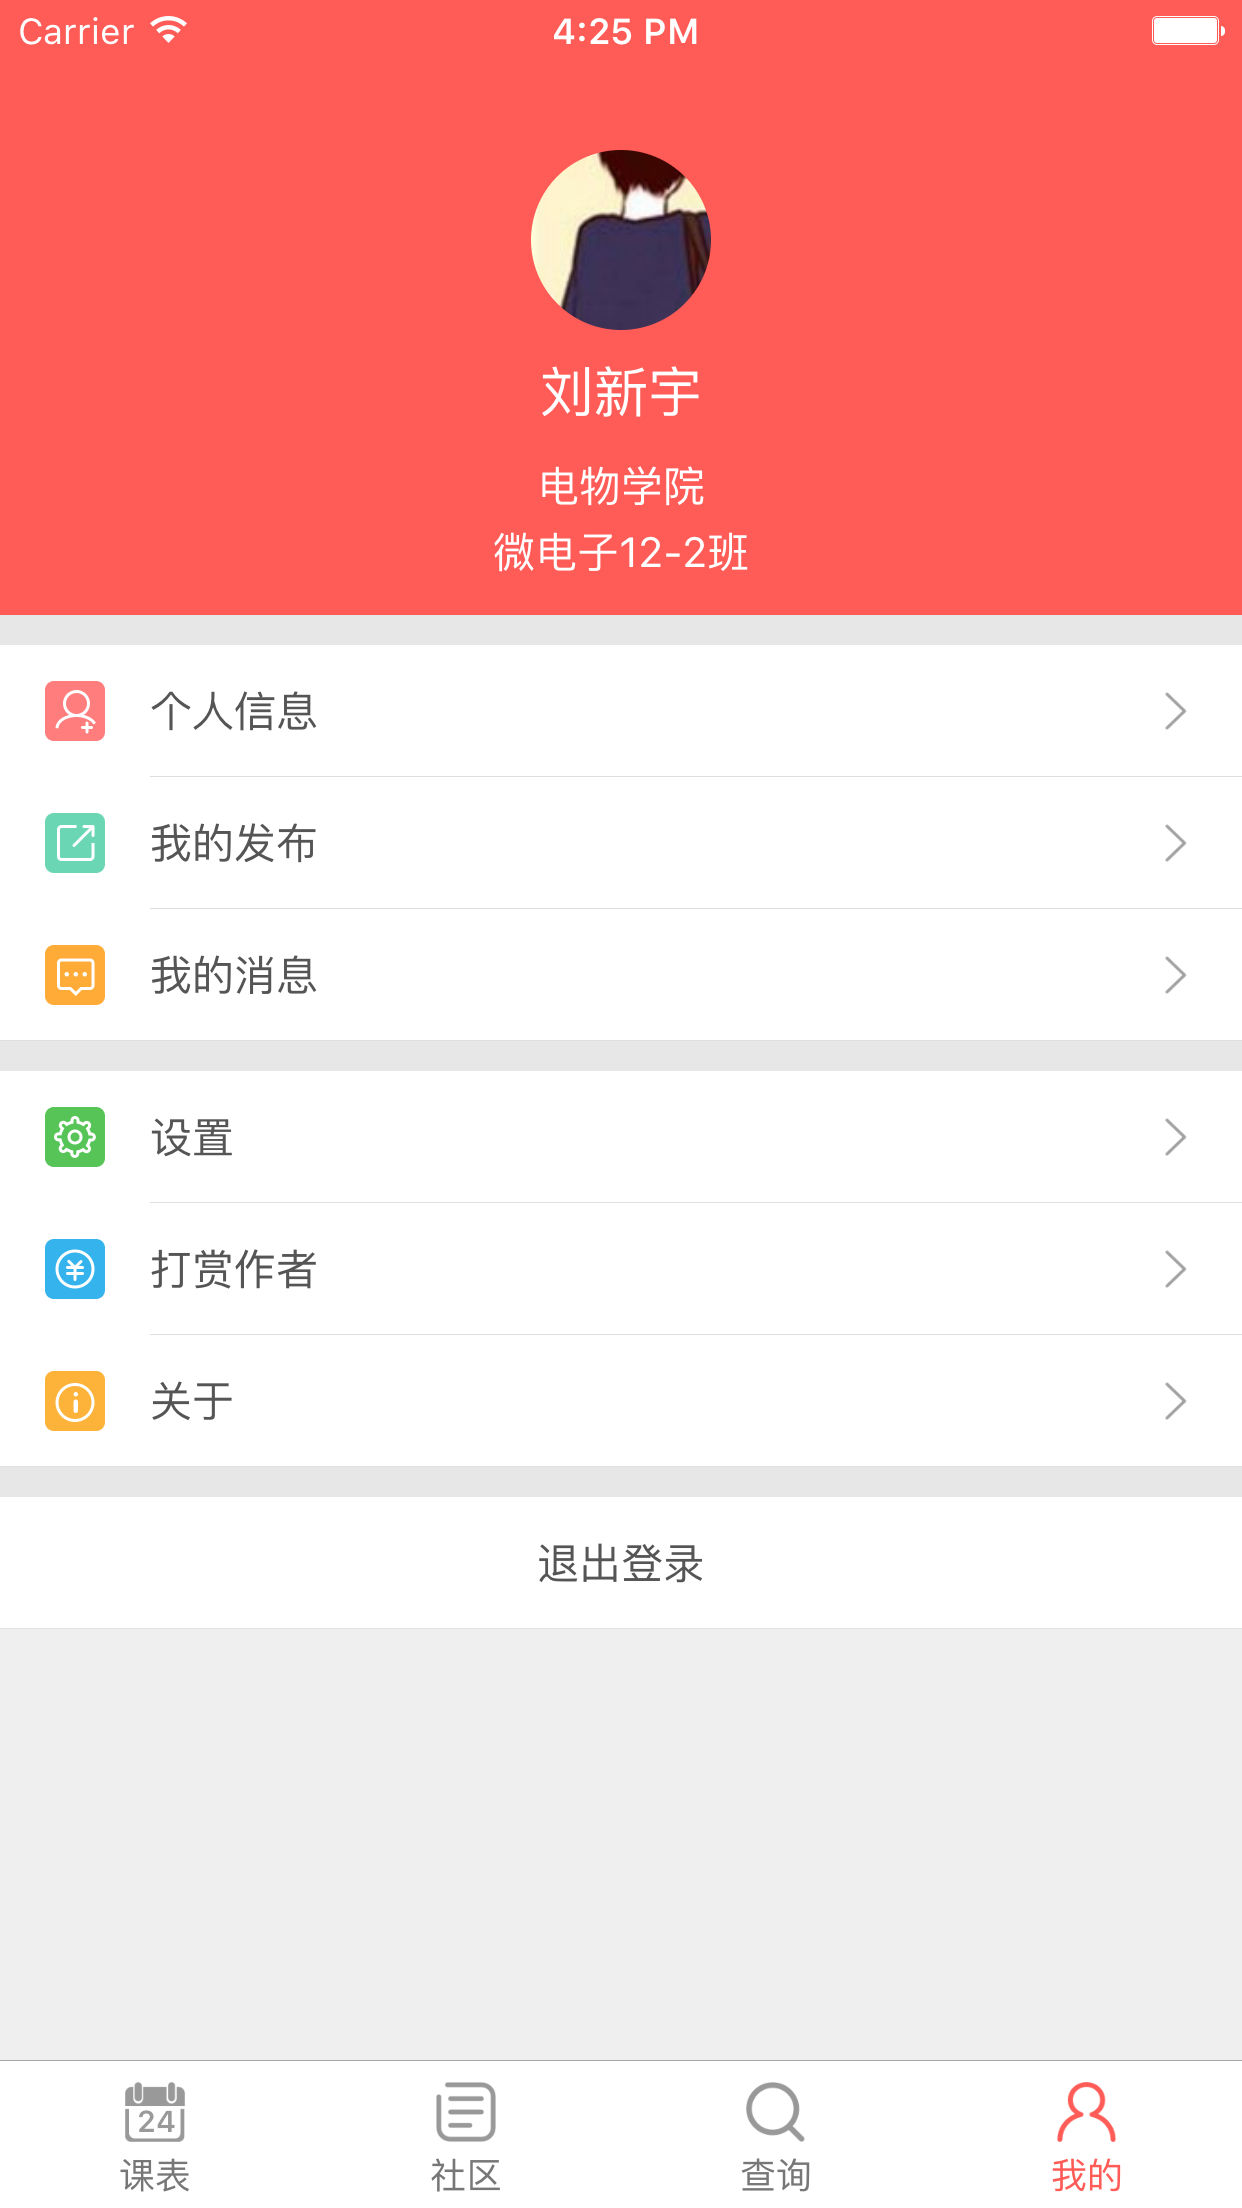 Carrier 4:25 PM
刘新宇
电物学院
微电子12-2班
个人信息
我的发布
我的消息
设置
打赏作者
关于
退出登录
24
课表 社区 查询 我的